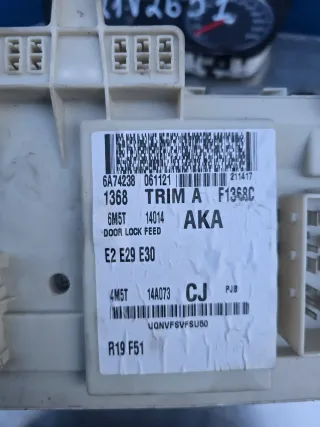 6A74238 061121 211417
1368 TRIM A F1368C
6M5T 14014 AKA
DOOR LOCK FEED
E2 E29 E30
4M5T 14A073 CJ PJB
UQNVFSVFSU50
R19 F51